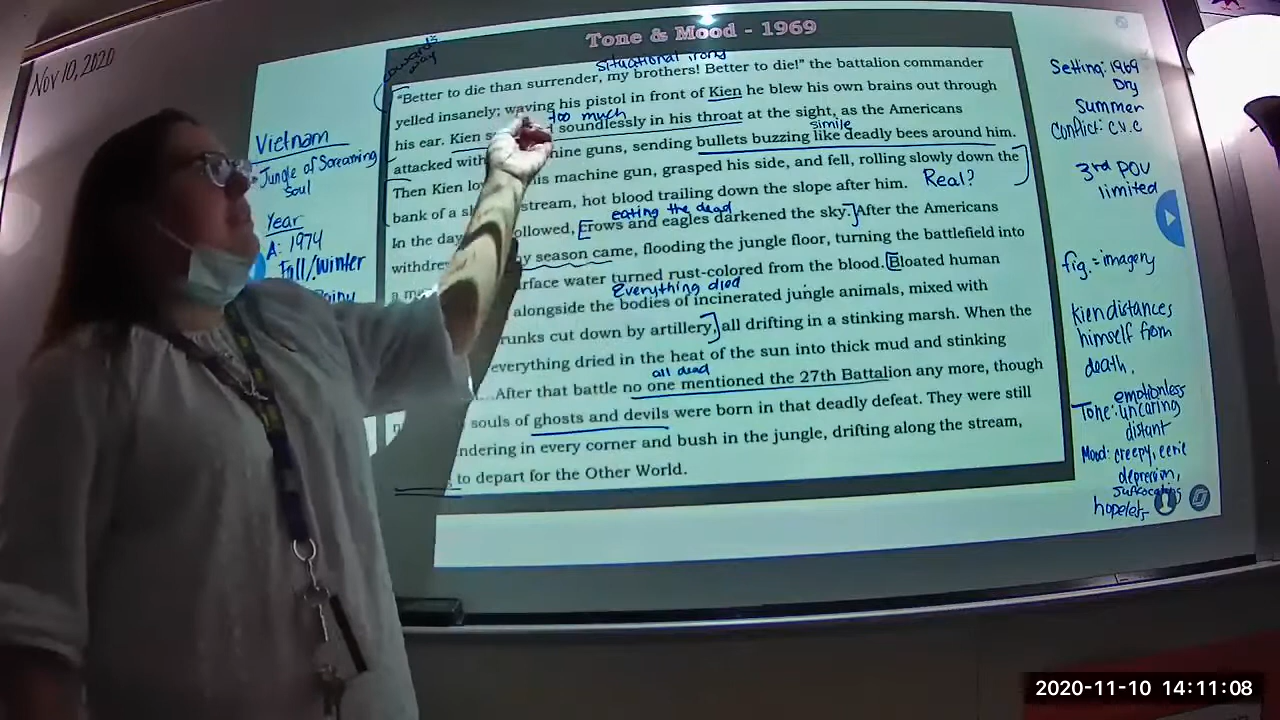 Nov 10, 2020
Tone & Mood - 1969
situational irony
"Better to die than surrender, my brothers! Better to die!" the battalion commander
yelled insanely; waving his pistol in front of Kien he blew his own brains out through
too much
his ear. Kien soundlessly in his throat at the sight, as the Americans
simile
attacked with guns, sending bullets buzzing like deadly bees around him.
Then Kien his machine gun, grasped his side, and fell, rolling slowly down the
bank of a stream, hot blood trailing down the slope after him. Real?
eating the dead
In the followed, [Crows and eagles darkened the sky.] After the Americans
season came, flooding the jungle floor, turning the battlefield into
water turned rust-colored from the blood. Bloated human
Everything died
alongside the bodies of incinerated jungle animals, mixed with
cut down by artillery,] all drifting in a stinking marsh. When the
everything dried in the heat of the sun into thick mud and stinking
all dead
After that battle no one mentioned the 27th Battalion any more, though
souls of ghosts and devils were born in that deadly defeat. They were still
in every corner and bush in the jungle, drifting along the stream,
to depart for the Other World.
Vietnam
Jungle of Screaming
Soul
Year
A: 1974
Fall/Winter
Rainy
Setting: 1969
Dry
Summer
Conflict: C.V.C
3rd POV
limited
fig. = imagery
Kien distances
himself from
death.
emotionless
Tone: uncaring
distant
Mood: creepy, eerie
depression,
suffocating
hopeless
2020-11-10 14:11:08